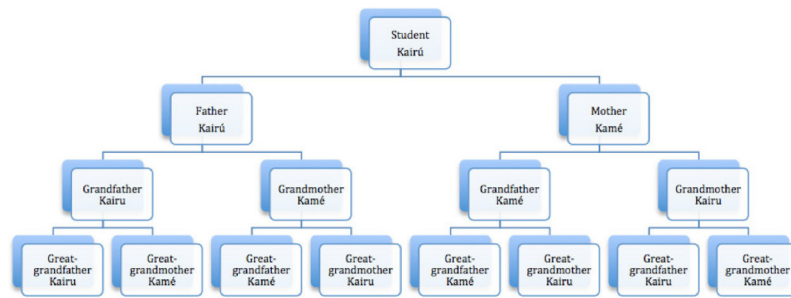 Student
Kairú
Father
Kairú
Mother
Kamé
Grandfather
Kairu
Grandmother
Kamé
Grandfather
Kamé
Grandmother
Kairu
Great-
grandfather
Kairu
Great-
grandmother
Kamé
Great-
grandfather
Kamé
Great-
grandmother
Kairu
Great-
grandfather
Kamé
Great-
grandmother
Kairu
Great-
grandfather
Kairu
Great-
grandmother
Kamé